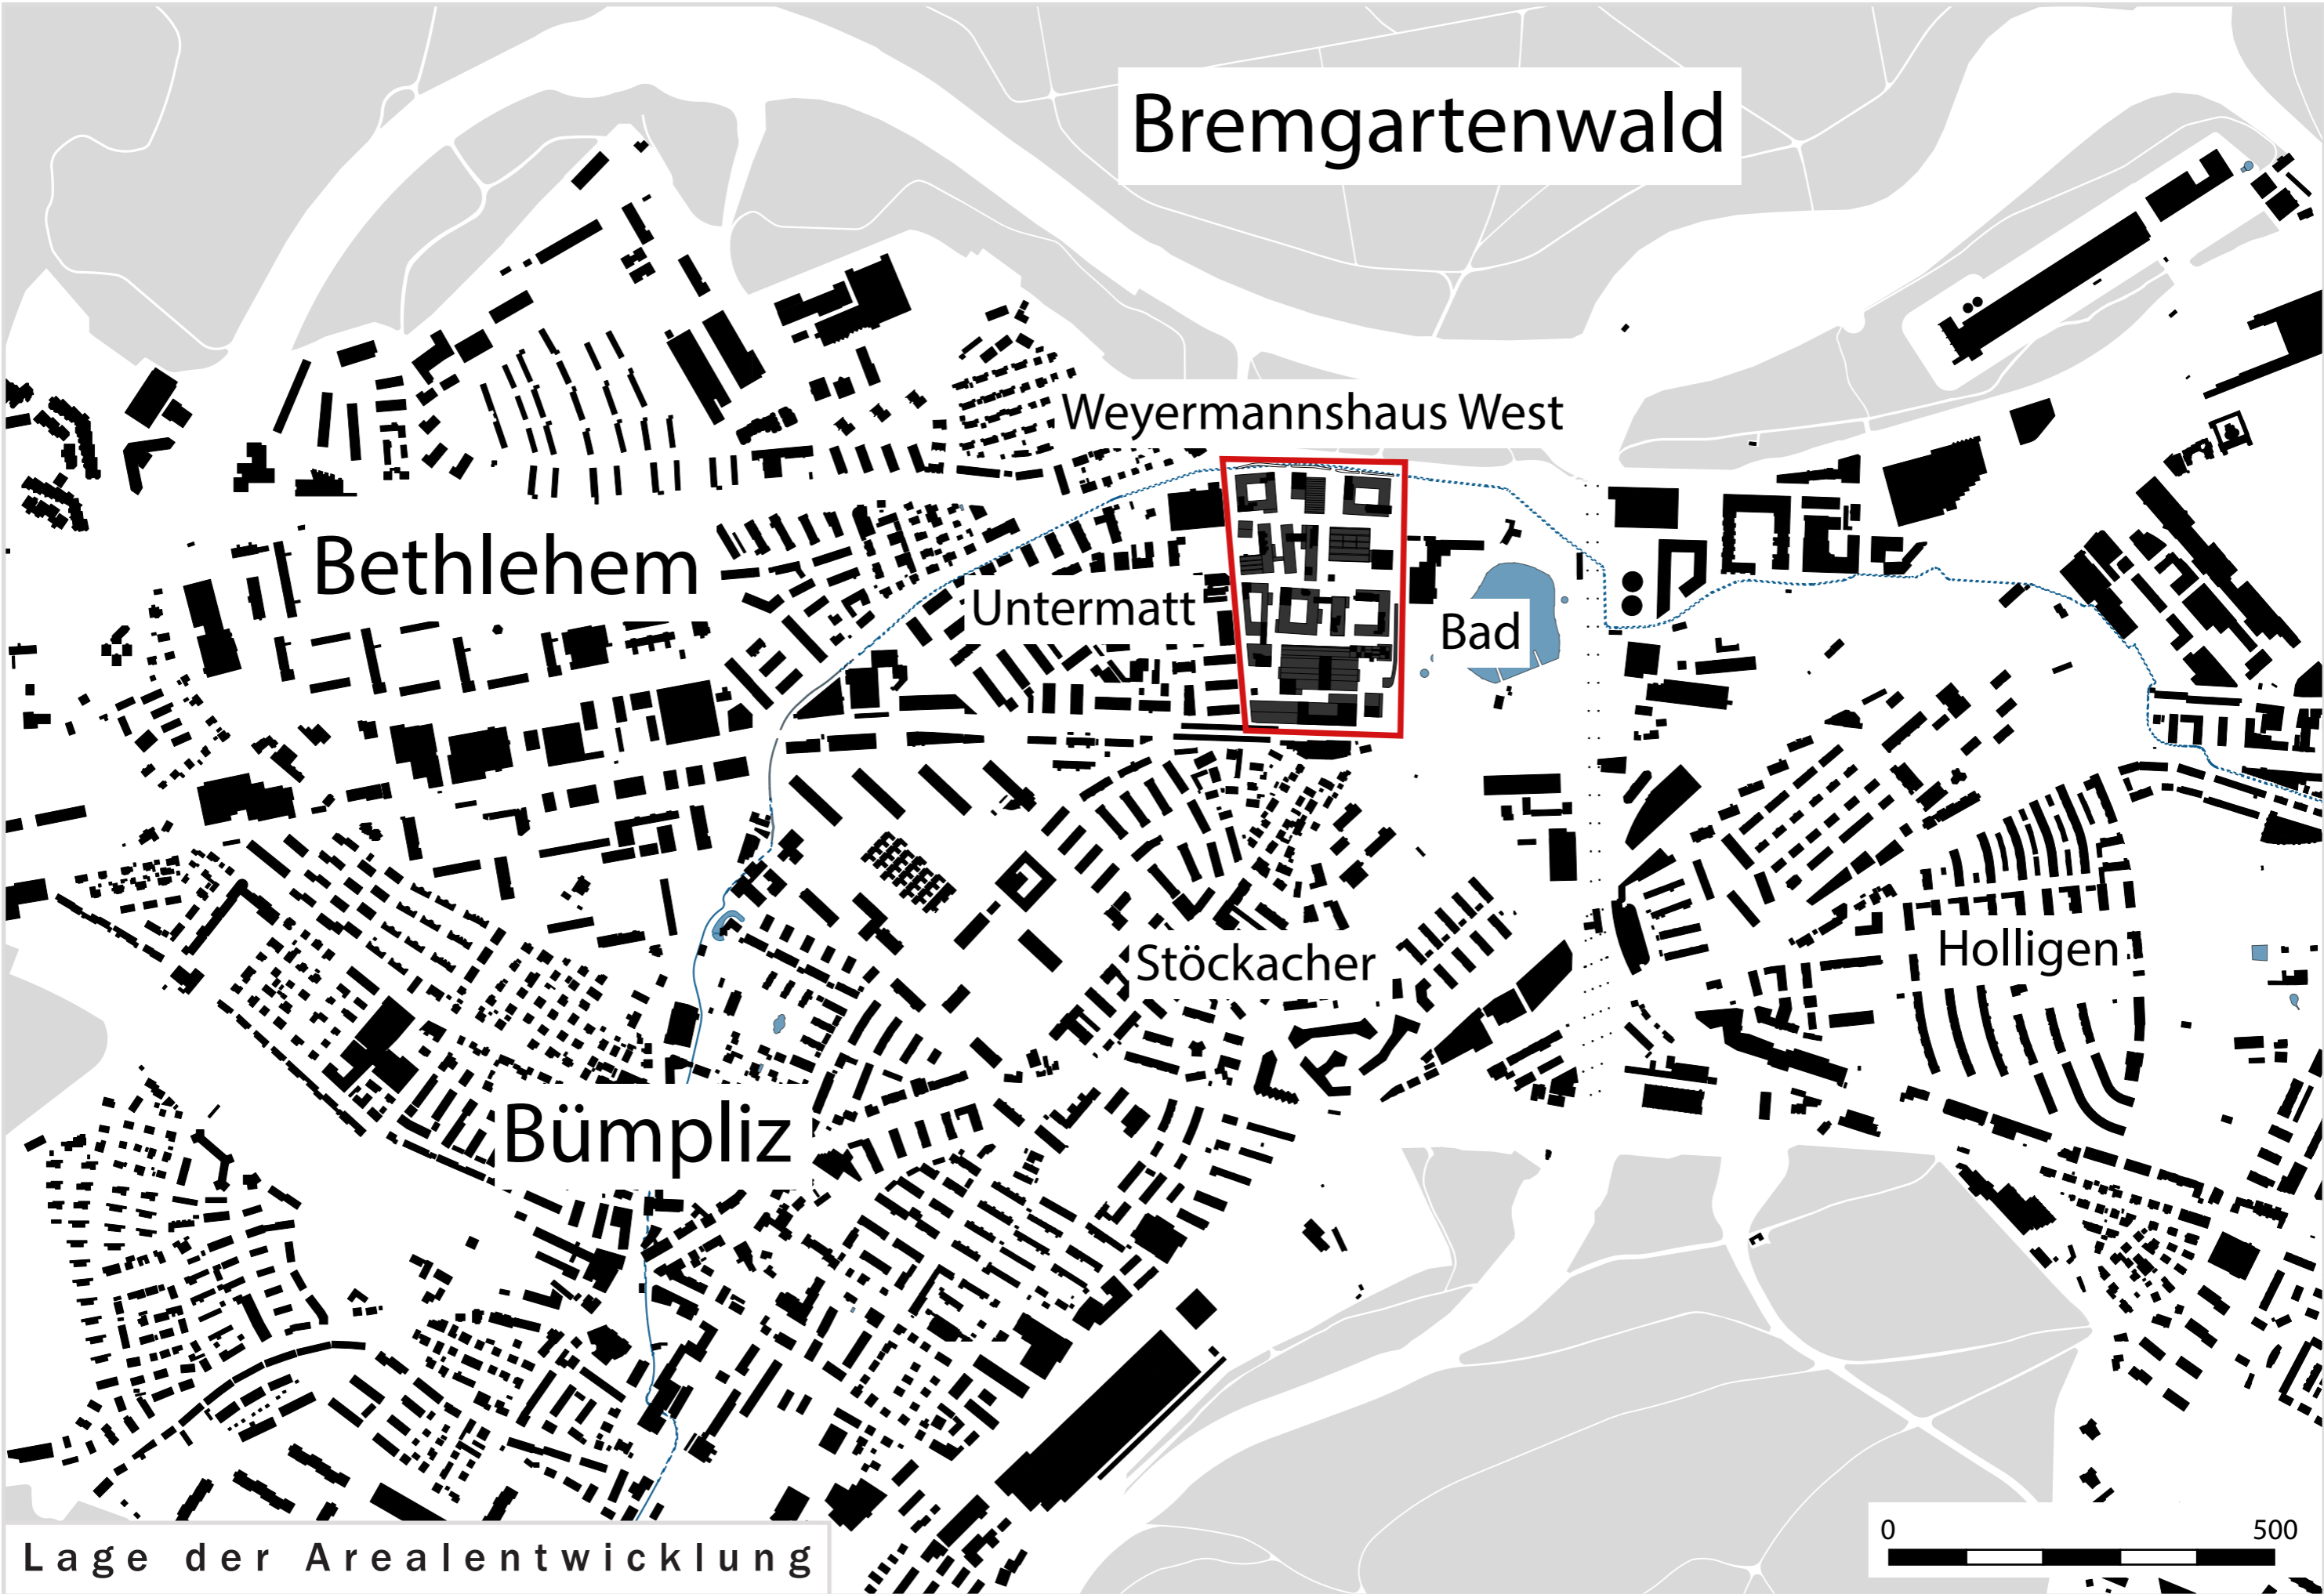 Bremgartenwald
Weyermannshaus West
Bethlehem
Untermatt
Bad
Stöckacher
Holligen
Bümpliz
0 500
Lage der Arealentwicklung